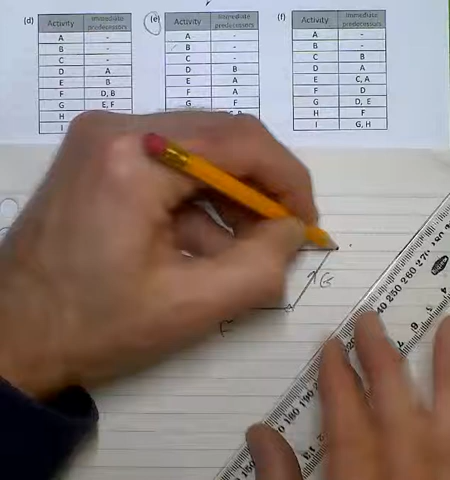 (d)
Activity Immediate predecessors
A -
B -
C -
D A
E B
F D, B
G E, F
H
I
(e)
Activity Immediate predecessors
A -
B -
C -
D B
E A
F A
G F
(f)
Activity Immediate predecessors
A -
B -
C B
D A
E C, A
F D
G D, E
H F
I G, H
G
F